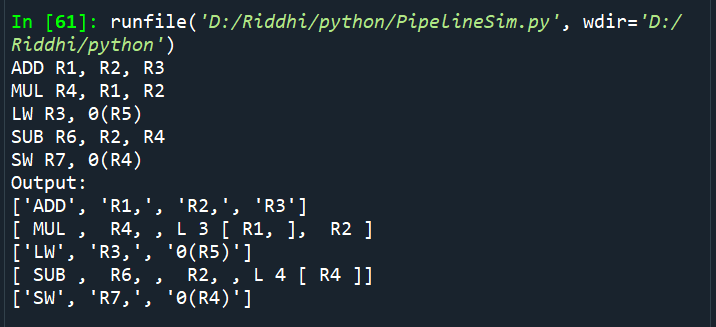 In [61]: runfile('D:/Riddhi/python/PipelineSim.py', wdir='D:/
Riddhi/python')
ADD R1, R2, R3
MUL R4, R1, R2
LW R3, 0(R5)
SUB R6, R2, R4
SW R7, 0(R4)
Output:
['ADD', 'R1,', 'R2,', 'R3']
[ MUL ,  R4, , L 3 [ R1, ],  R2 ]
['LW', 'R3,', '0(R5)']
[ SUB ,  R6, ,  R2, , L 4 [ R4 ]]
['SW', 'R7,', '0(R4)']